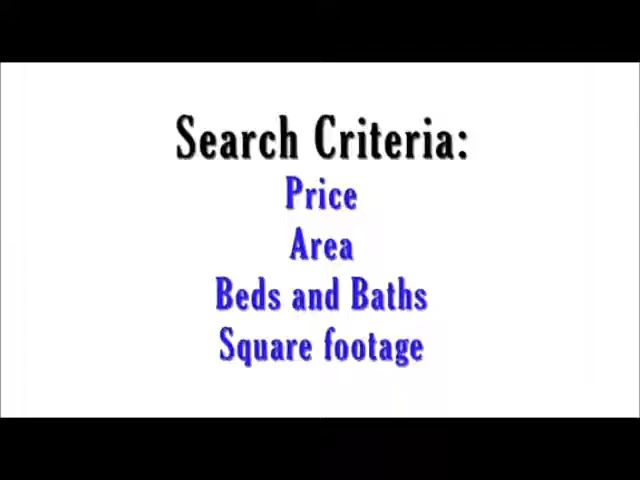 Search Criteria:
Price
Area
Beds and Baths
Square footage